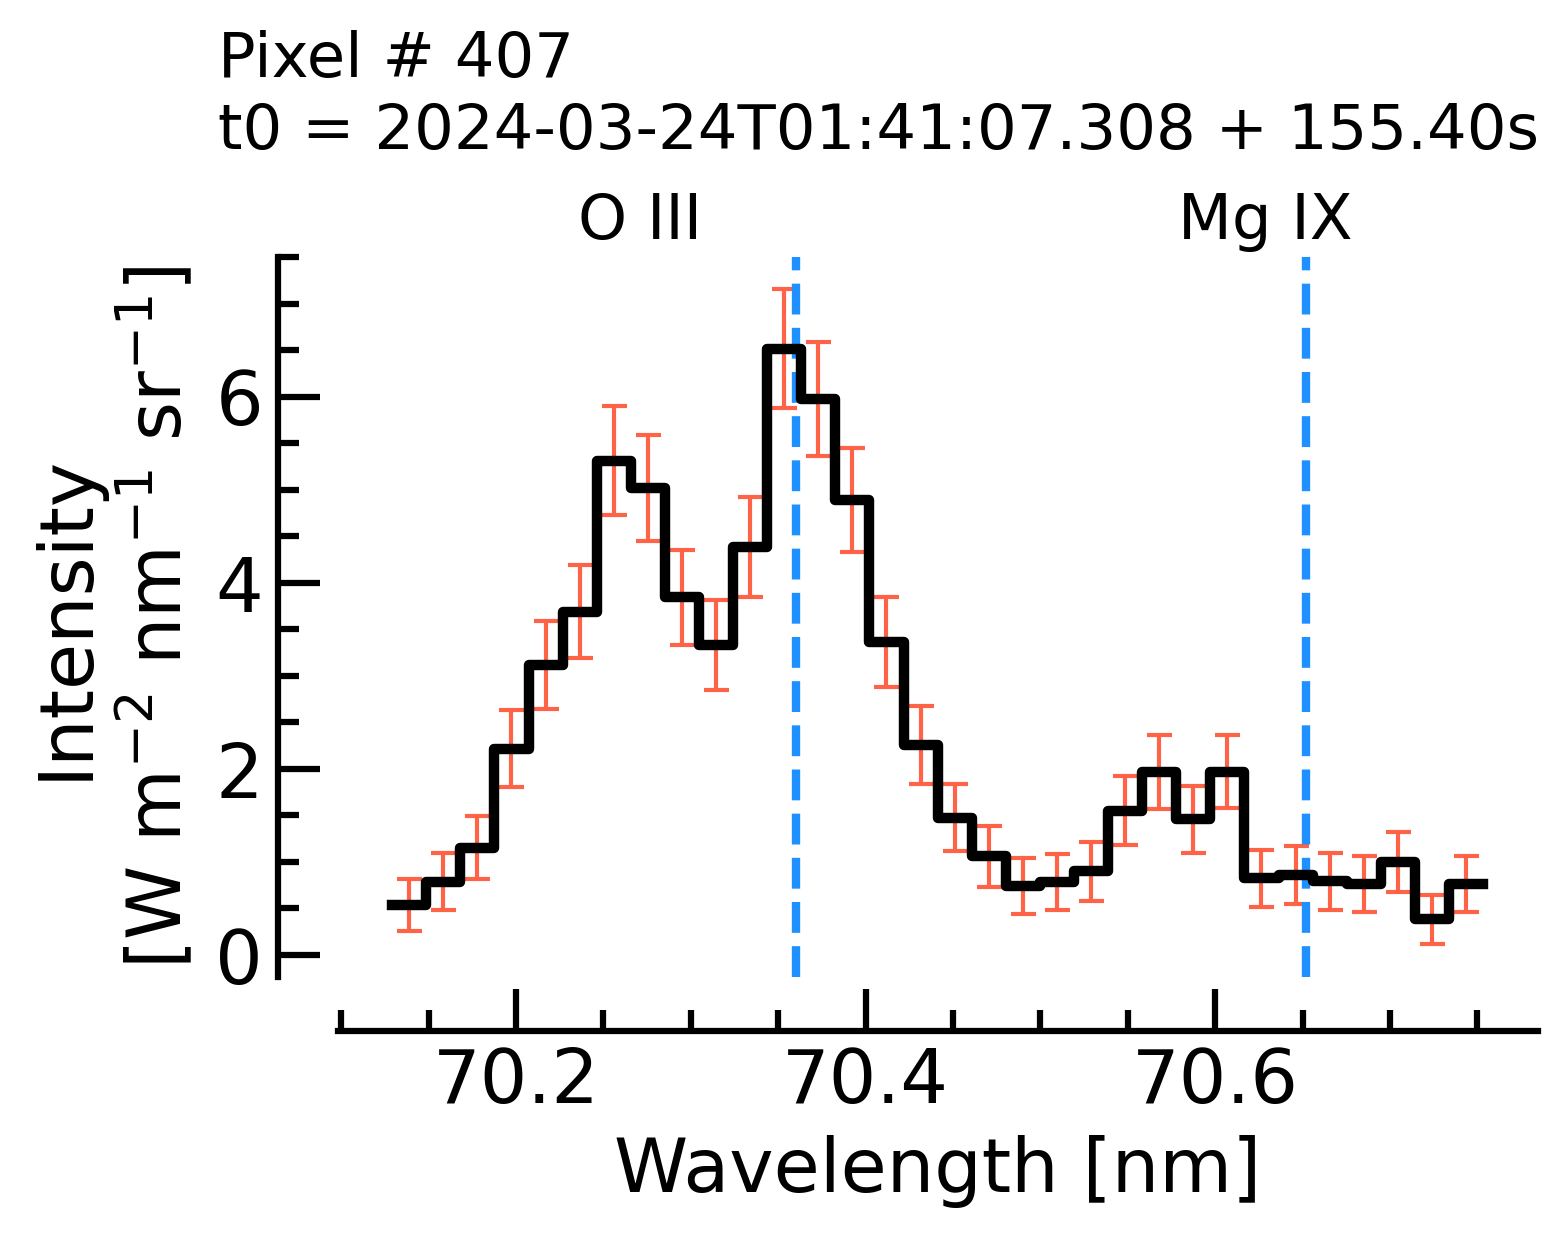 Pixel # 407
t0 = 2024-03-24T01:41:07.308 + 155.40s
O III Mg IX
Intensity
[W m⁻² nm⁻¹ sr⁻¹]
6
4
2
0
70.2 70.4 70.6
Wavelength [nm]